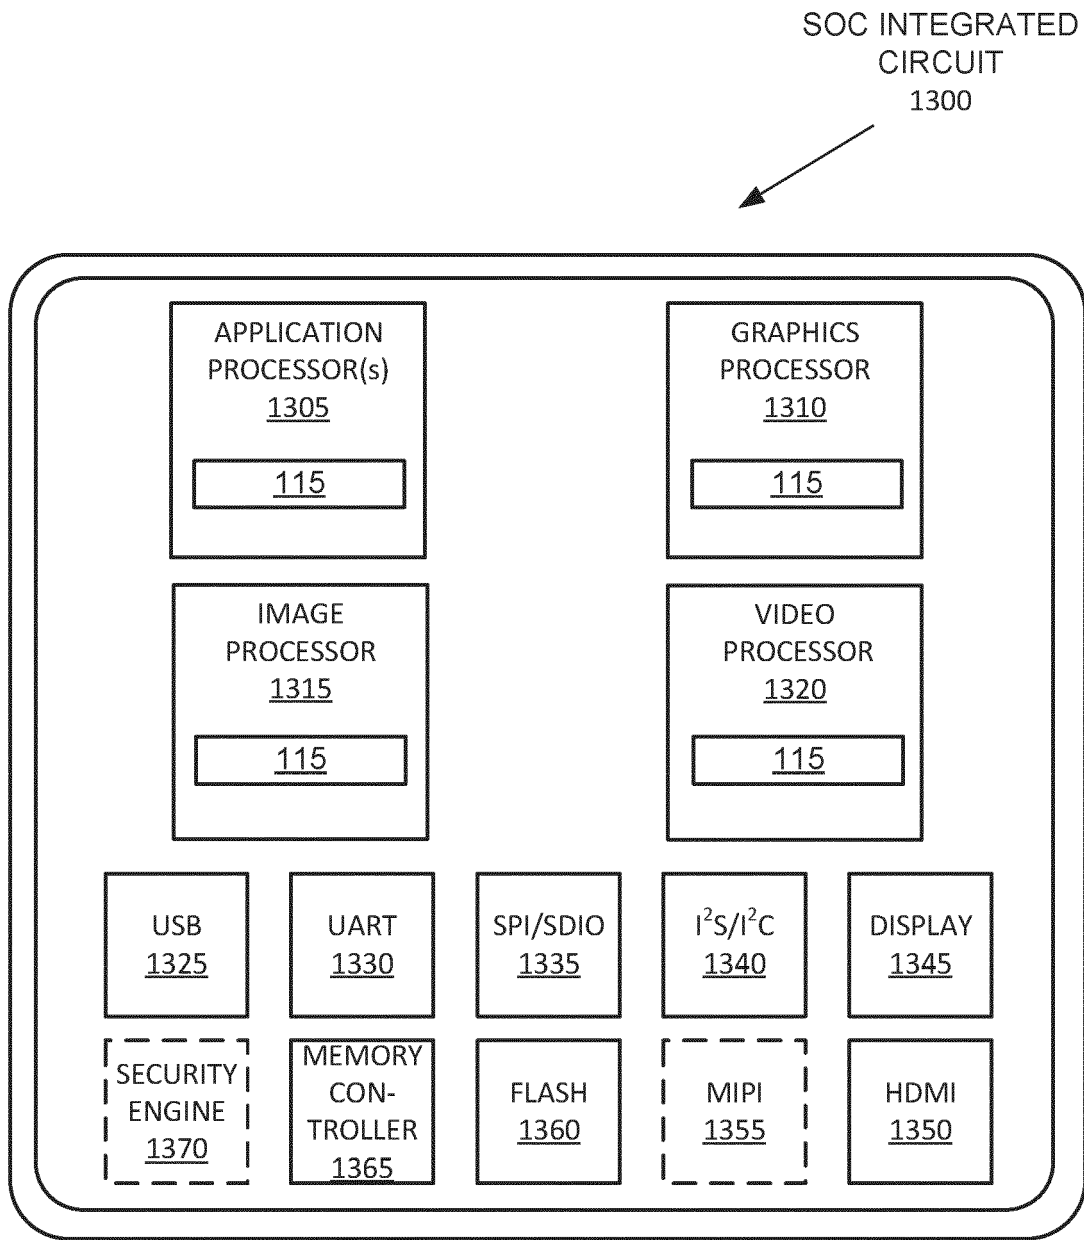 SOC INTEGRATED
CIRCUIT
1300
APPLICATION
PROCESSOR(s)
1305
115
GRAPHICS
PROCESSOR
1310
115
IMAGE
PROCESSOR
1315
115
VIDEO
PROCESSOR
1320
115
USB
1325
UART
1330
SPI/SDIO
1335
I²S/I²C
1340
DISPLAY
1345
SECURITY
ENGINE
1370
MEMORY
CON-
TROLLER
1365
FLASH
1360
MIPI
1355
HDMI
1350